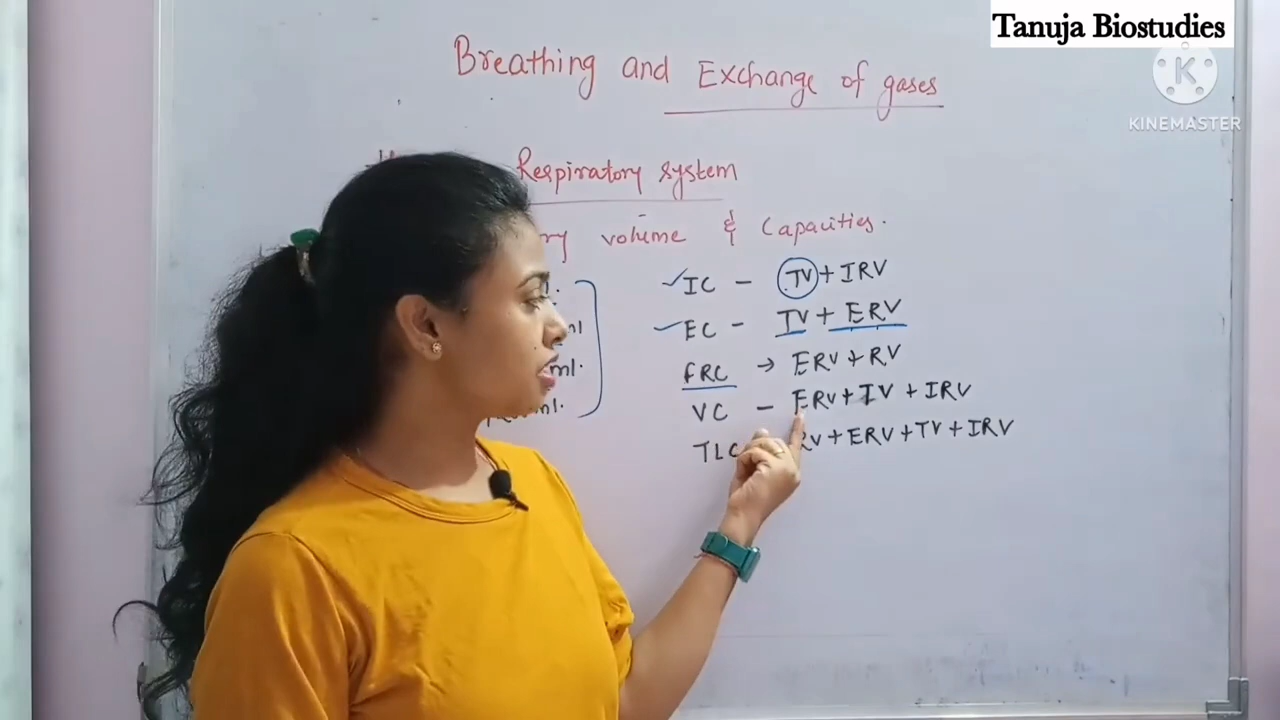 Tanuja Biostudies
KINEMASTER
Breathing and Exchange of gases
Respiratory system
volume & Capacities.
IC - TV + IRV
EC - TV + ERV
FRC → ERV + RV
VC - ERV + TV + IRV
TLC RV + ERV + TV + IRV